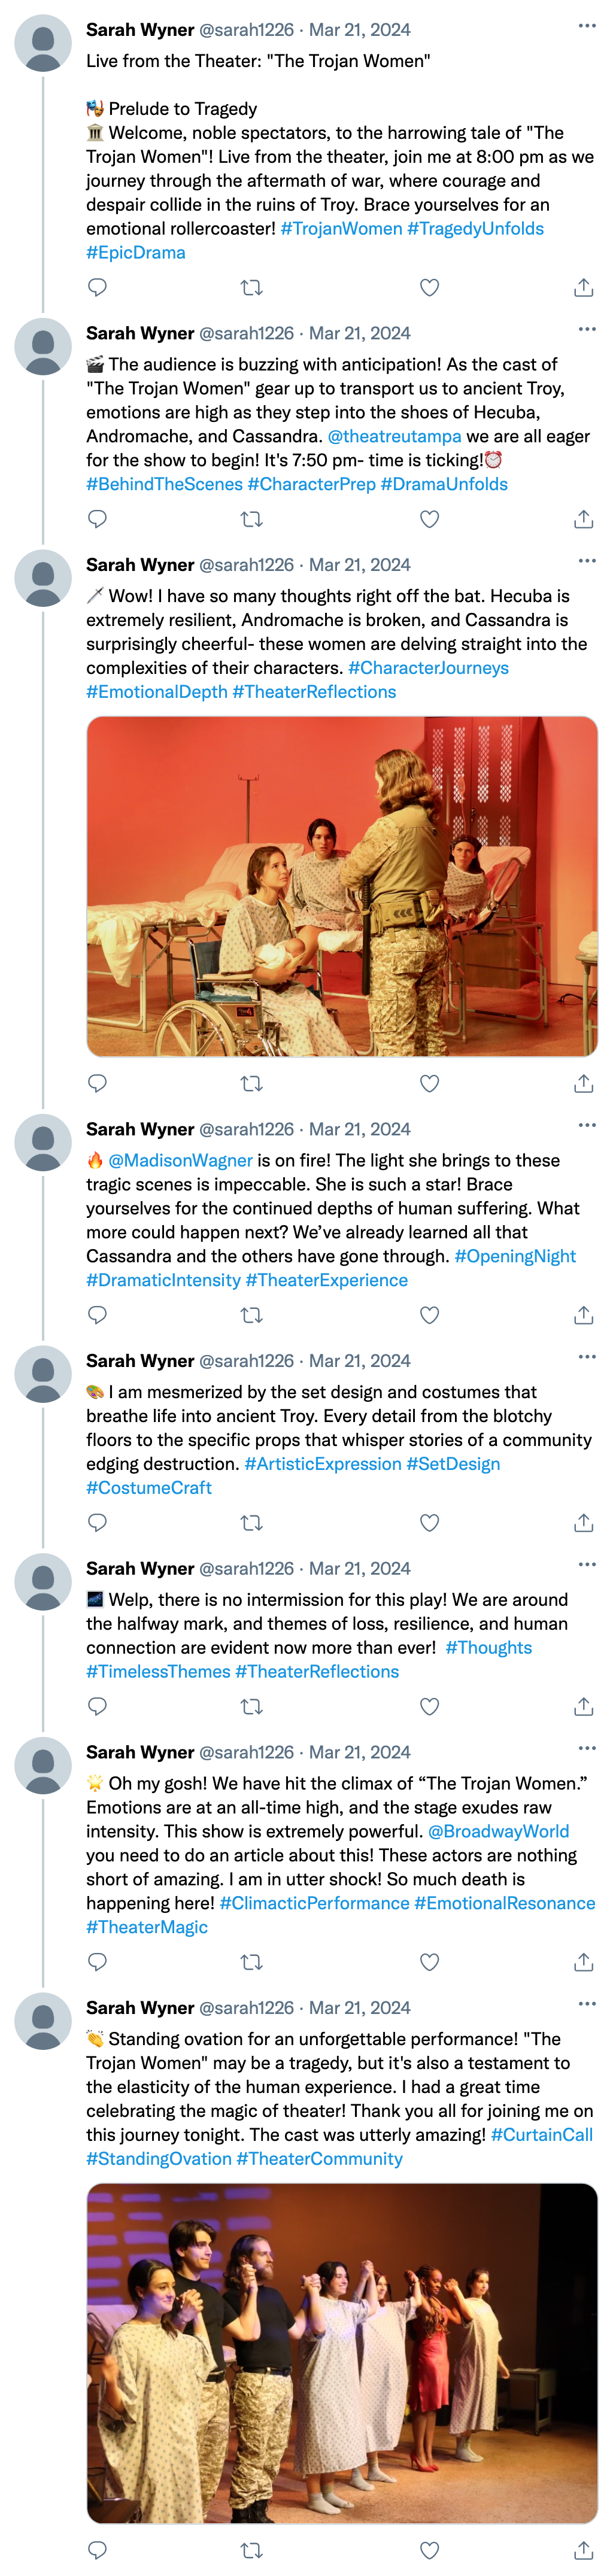 Sarah Wyner @sarah1226 · Mar 21, 2024
Live from the Theater: "The Trojan Women"
🎭 Prelude to Tragedy
🏛️ Welcome, noble spectators, to the harrowing tale of "The
Trojan Women"! Live from the theater, join me at 8:00 pm as we
journey through the aftermath of war, where courage and
despair collide in the ruins of Troy. Brace yourselves for an
emotional rollercoaster! #TrojanWomen #TragedyUnfolds
#EpicDrama
Sarah Wyner @sarah1226 · Mar 21, 2024
🎬 The audience is buzzing with anticipation! As the cast of
"The Trojan Women" gear up to transport us to ancient Troy,
emotions are high as they step into the shoes of Hecuba,
Andromache, and Cassandra. @theatreutampa we are all eager
for the show to begin! It's 7:50 pm- time is ticking!⏰
#BehindTheScenes #CharacterPrep #DramaUnfolds
Sarah Wyner @sarah1226 · Mar 21, 2024
🗡️ Wow! I have so many thoughts right off the bat. Hecuba is
extremely resilient, Andromache is broken, and Cassandra is
surprisingly cheerful- these women are delving straight into the
complexities of their characters. #CharacterJourneys
#EmotionalDepth #TheaterReflections
Sarah Wyner @sarah1226 · Mar 21, 2024
🔥 @MadisonWagner is on fire! The light she brings to these
tragic scenes is impeccable. She is such a star! Brace
yourselves for the continued depths of human suffering. What
more could happen next? We’ve already learned all that
Cassandra and the others have gone through. #OpeningNight
#DramaticIntensity #TheaterExperience
Sarah Wyner @sarah1226 · Mar 21, 2024
🎨 I am mesmerized by the set design and costumes that
breathe life into ancient Troy. Every detail from the blotchy
floors to the specific props that whisper stories of a community
edging destruction. #ArtisticExpression #SetDesign
#CostumeCraft
Sarah Wyner @sarah1226 · Mar 21, 2024
🌌 Welp, there is no intermission for this play! We are around
the halfway mark, and themes of loss, resilience, and human
connection are evident now more than ever! #Thoughts
#TimelessThemes #TheaterReflections
Sarah Wyner @sarah1226 · Mar 21, 2024
🌟 Oh my gosh! We have hit the climax of “The Trojan Women.”
Emotions are at an all-time high, and the stage exudes raw
intensity. This show is extremely powerful. @BroadwayWorld
you need to do an article about this! These actors are nothing
short of amazing. I am in utter shock! So much death is
happening here! #ClimacticPerformance #EmotionalResonance
#TheaterMagic
Sarah Wyner @sarah1226 · Mar 21, 2024
👏 Standing ovation for an unforgettable performance! "The
Trojan Women" may be a tragedy, but it's also a testament to
the elasticity of the human experience. I had a great time
celebrating the magic of theater! Thank you all for joining me on
this journey tonight. The cast was utterly amazing! #CurtainCall
#StandingOvation #TheaterCommunity